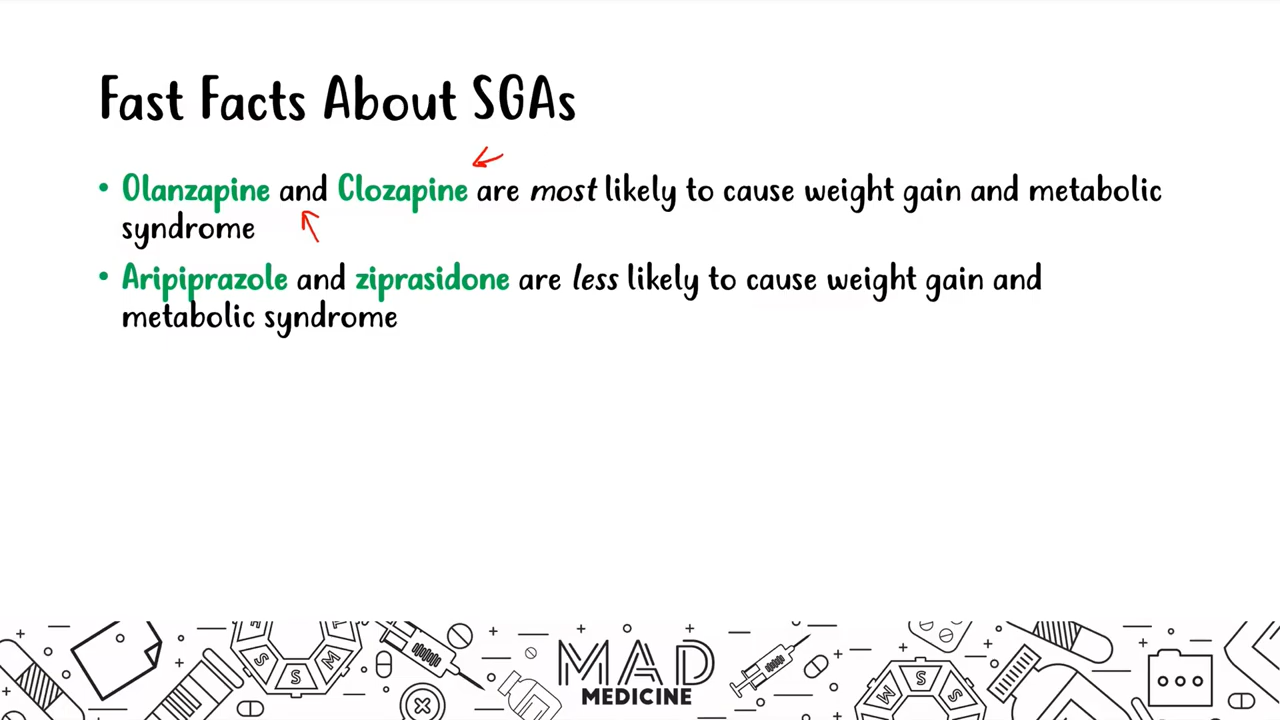 Fast Facts About SGAs
• Olanzapine and Clozapine are most likely to cause weight gain and metabolic
syndrome
• Aripiprazole and ziprasidone are less likely to cause weight gain and
metabolic syndrome
S S M
MAD
MEDICINE
M S S